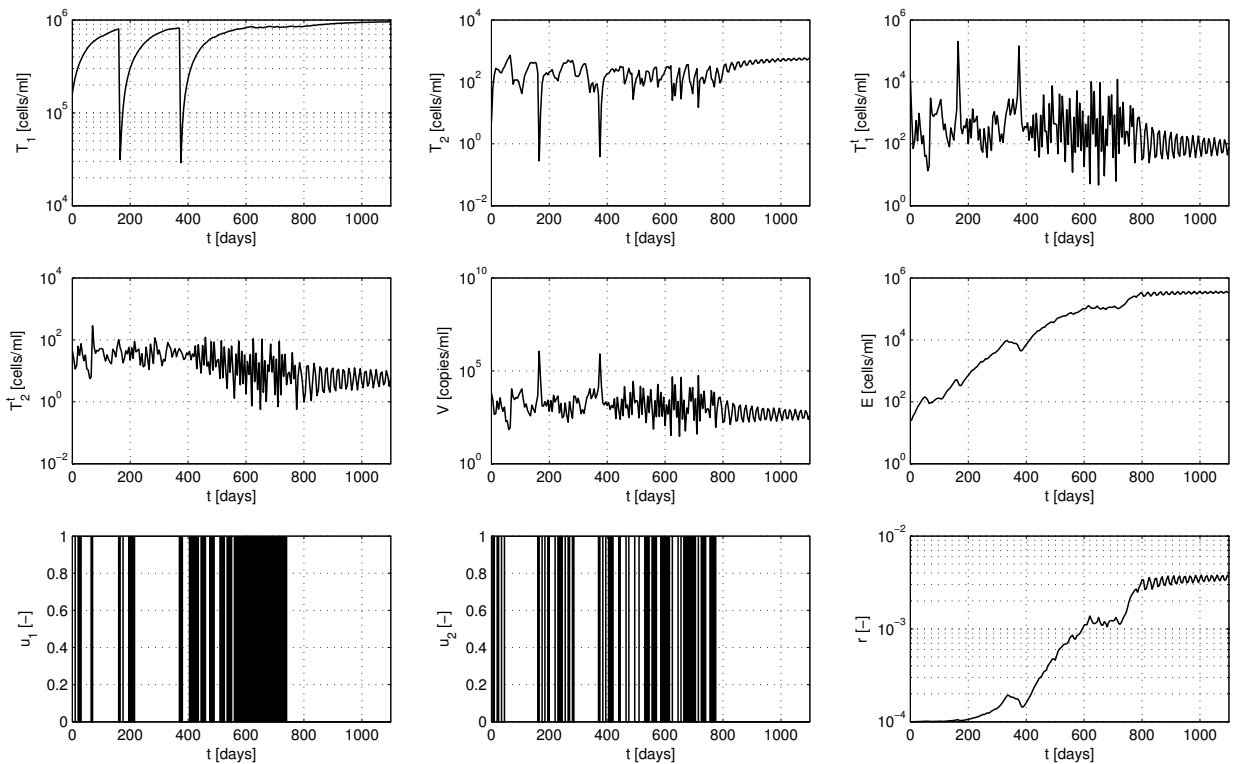 10^6
10^5
10^4
T_1 [cells/ml]
0 200 400 600 800 1000
t [days]
10^4
10^2
10^0
10^-2
T_2 [cells/ml]
0 200 400 600 800 1000
t [days]
10^6
10^4
10^2
10^0
T_1^t [cells/ml]
0 200 400 600 800 1000
t [days]
10^4
10^2
10^0
10^-2
T_2^t [cells/ml]
0 200 400 600 800 1000
t [days]
10^10
10^5
10^0
V [copies/ml]
0 200 400 600 800 1000
t [days]
10^6
10^4
10^2
10^0
E [cells/ml]
0 200 400 600 800 1000
t [days]
1
0.8
0.6
0.4
0.2
0
u_1 [−]
0 200 400 600 800 1000
t [days]
1
0.8
0.6
0.4
0.2
0
u_2 [−]
0 200 400 600 800 1000
t [days]
10^-2
10^-3
10^-4
r [−]
0 200 400 600 800 1000
t [days]